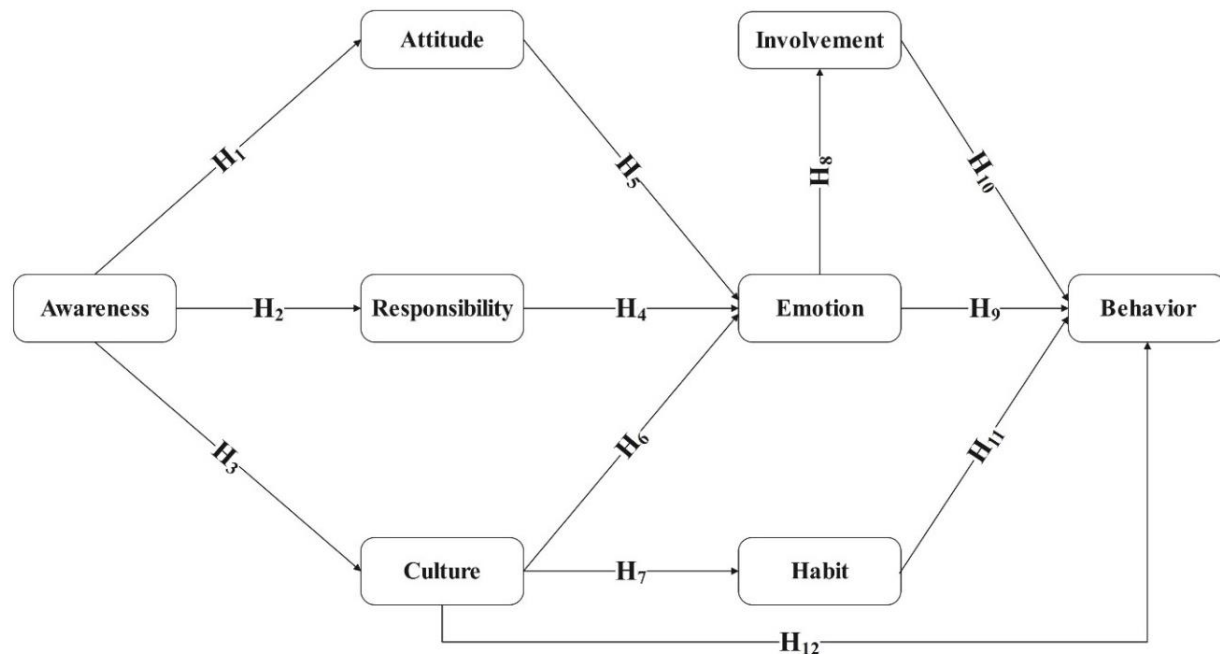 Attitude
Involvement
H₁
H₅
H₈
H₁₀
Awareness
H₂
Responsibility
H₄
Emotion
H₉
Behavior
H₃
H₆
H₁₁
Culture
H₇
Habit
H₁₂